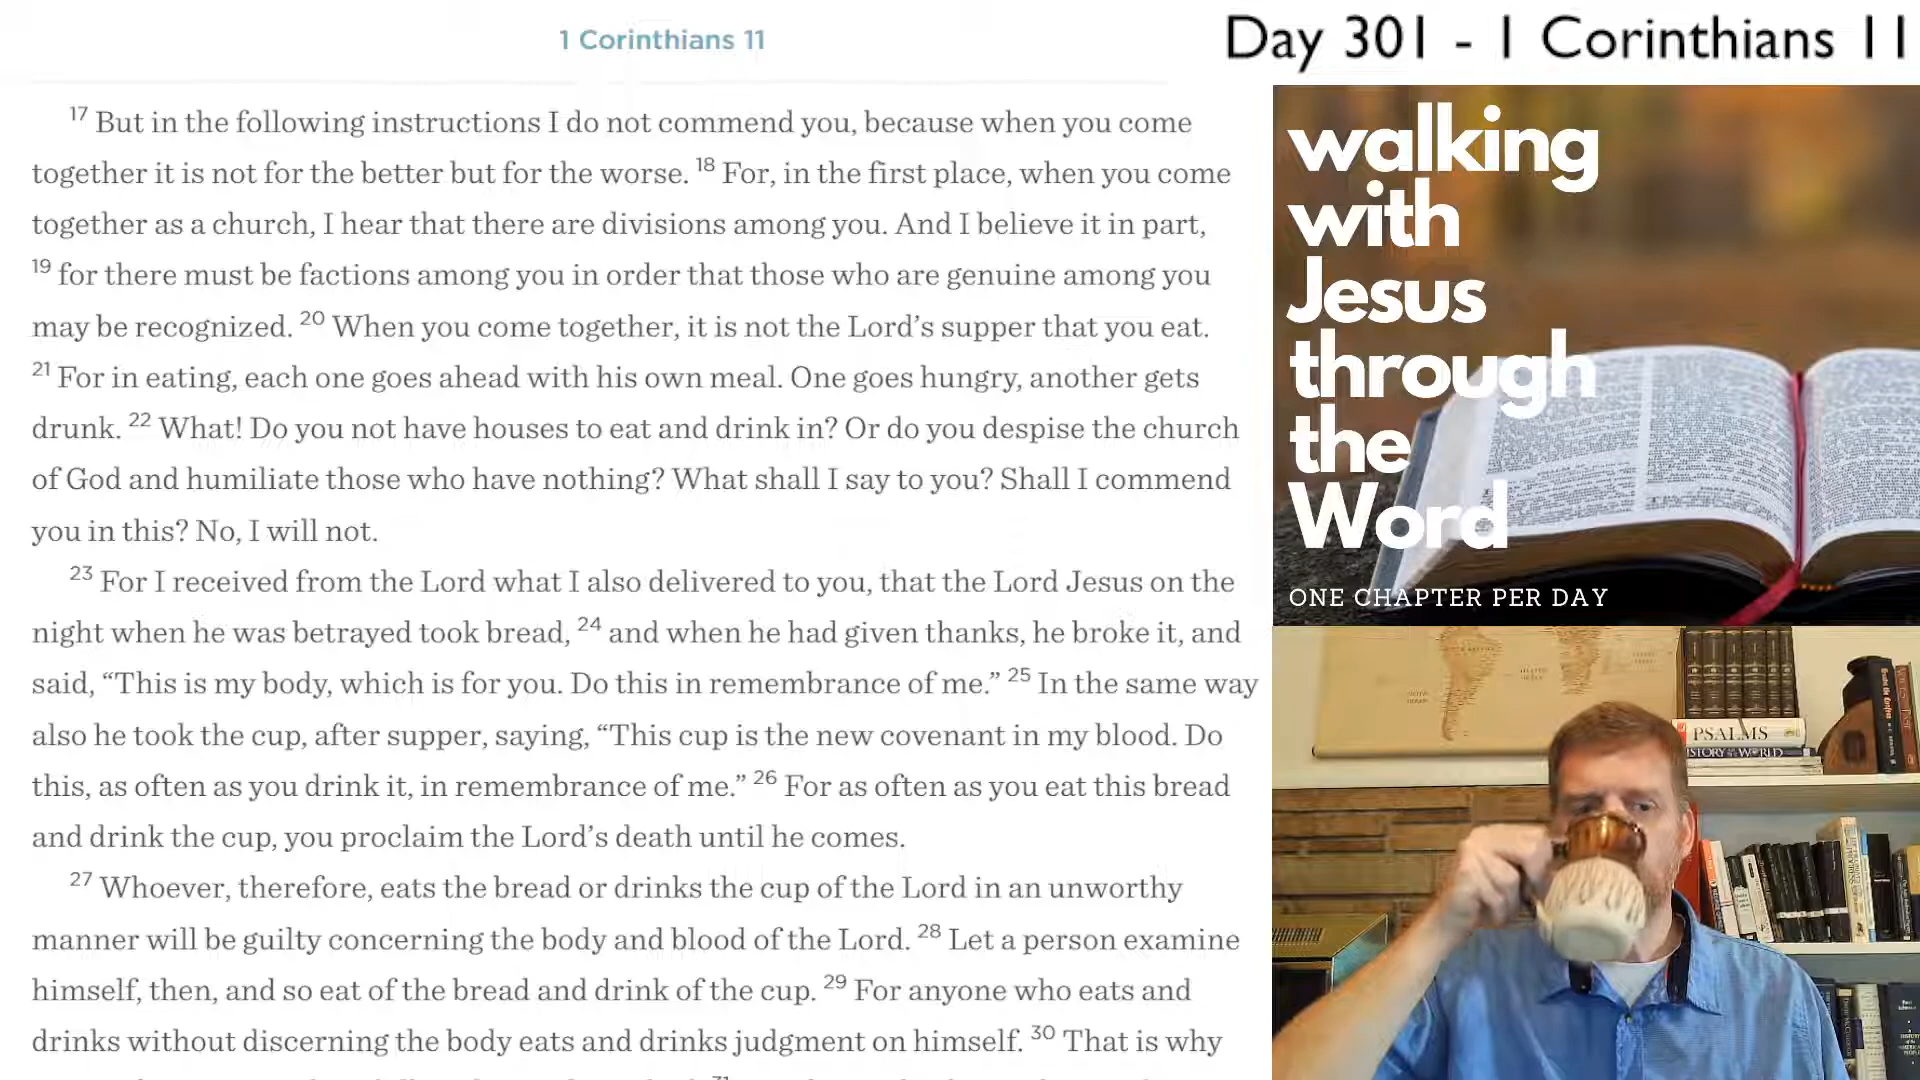 1 Corinthians 11
Day 301 - 1 Corinthians 11
17 But in the following instructions I do not commend you, because when you come
together it is not for the better but for the worse. 18 For, in the first place, when you come
together as a church, I hear that there are divisions among you. And I believe it in part,
19 for there must be factions among you in order that those who are genuine among you
may be recognized. 20 When you come together, it is not the Lord’s supper that you eat.
21 For in eating, each one goes ahead with his own meal. One goes hungry, another gets
drunk. 22 What! Do you not have houses to eat and drink in? Or do you despise the church
of God and humiliate those who have nothing? What shall I say to you? Shall I commend
you in this? No, I will not.
23 For I received from the Lord what I also delivered to you, that the Lord Jesus on the
night when he was betrayed took bread, 24 and when he had given thanks, he broke it, and
said, “This is my body, which is for you. Do this in remembrance of me.” 25 In the same way
also he took the cup, after supper, saying, “This cup is the new covenant in my blood. Do
this, as often as you drink it, in remembrance of me.” 26 For as often as you eat this bread
and drink the cup, you proclaim the Lord’s death until he comes.
27 Whoever, therefore, eats the bread or drinks the cup of the Lord in an unworthy
manner will be guilty concerning the body and blood of the Lord. 28 Let a person examine
himself, then, and so eat of the bread and drink of the cup. 29 For anyone who eats and
drinks without discerning the body eats and drinks judgment on himself. 30 That is why
31
walking
with
Jesus
through
the
Word
ONE CHAPTER PER DAY
PSALMS
HISTORY OF THE WORLD